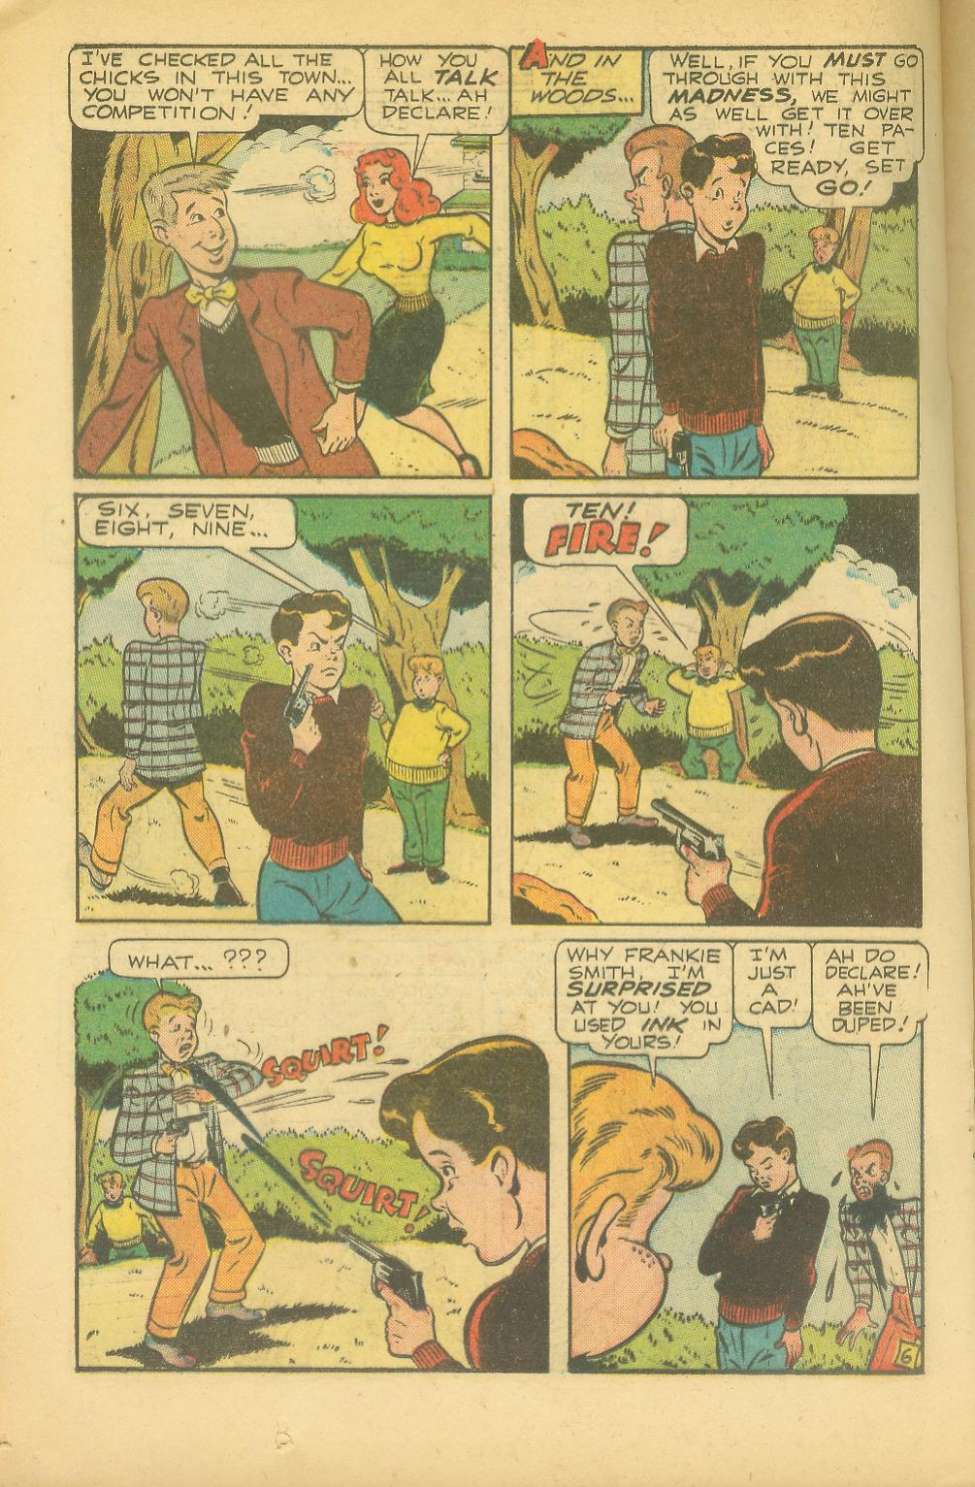 I'VE CHECKED ALL THE
CHICKS IN THIS TOWN...
YOU WON'T HAVE ANY
COMPETITION!
HOW YOU
ALL TALK
TALK... AH
DECLARE!
AND IN
THE
WOODS...
WELL, IF YOU MUST GO
THROUGH WITH THIS
MADNESS, WE MIGHT
AS WELL GET IT OVER
WITH! TEN PA-
CES! GET
READY, SET
GO!
SIX, SEVEN,
EIGHT, NINE...
TEN!
FIRE!
WHAT... ???
SQUIRT!
SQUIRT!
WHY FRANKIE
SMITH, I'M
SURPRISED
AT YOU! YOU
USED INK IN
YOURS!
I'M
JUST
A
CAD!
AH DO
DECLARE!
AH'VE
BEEN
DUPED!
6